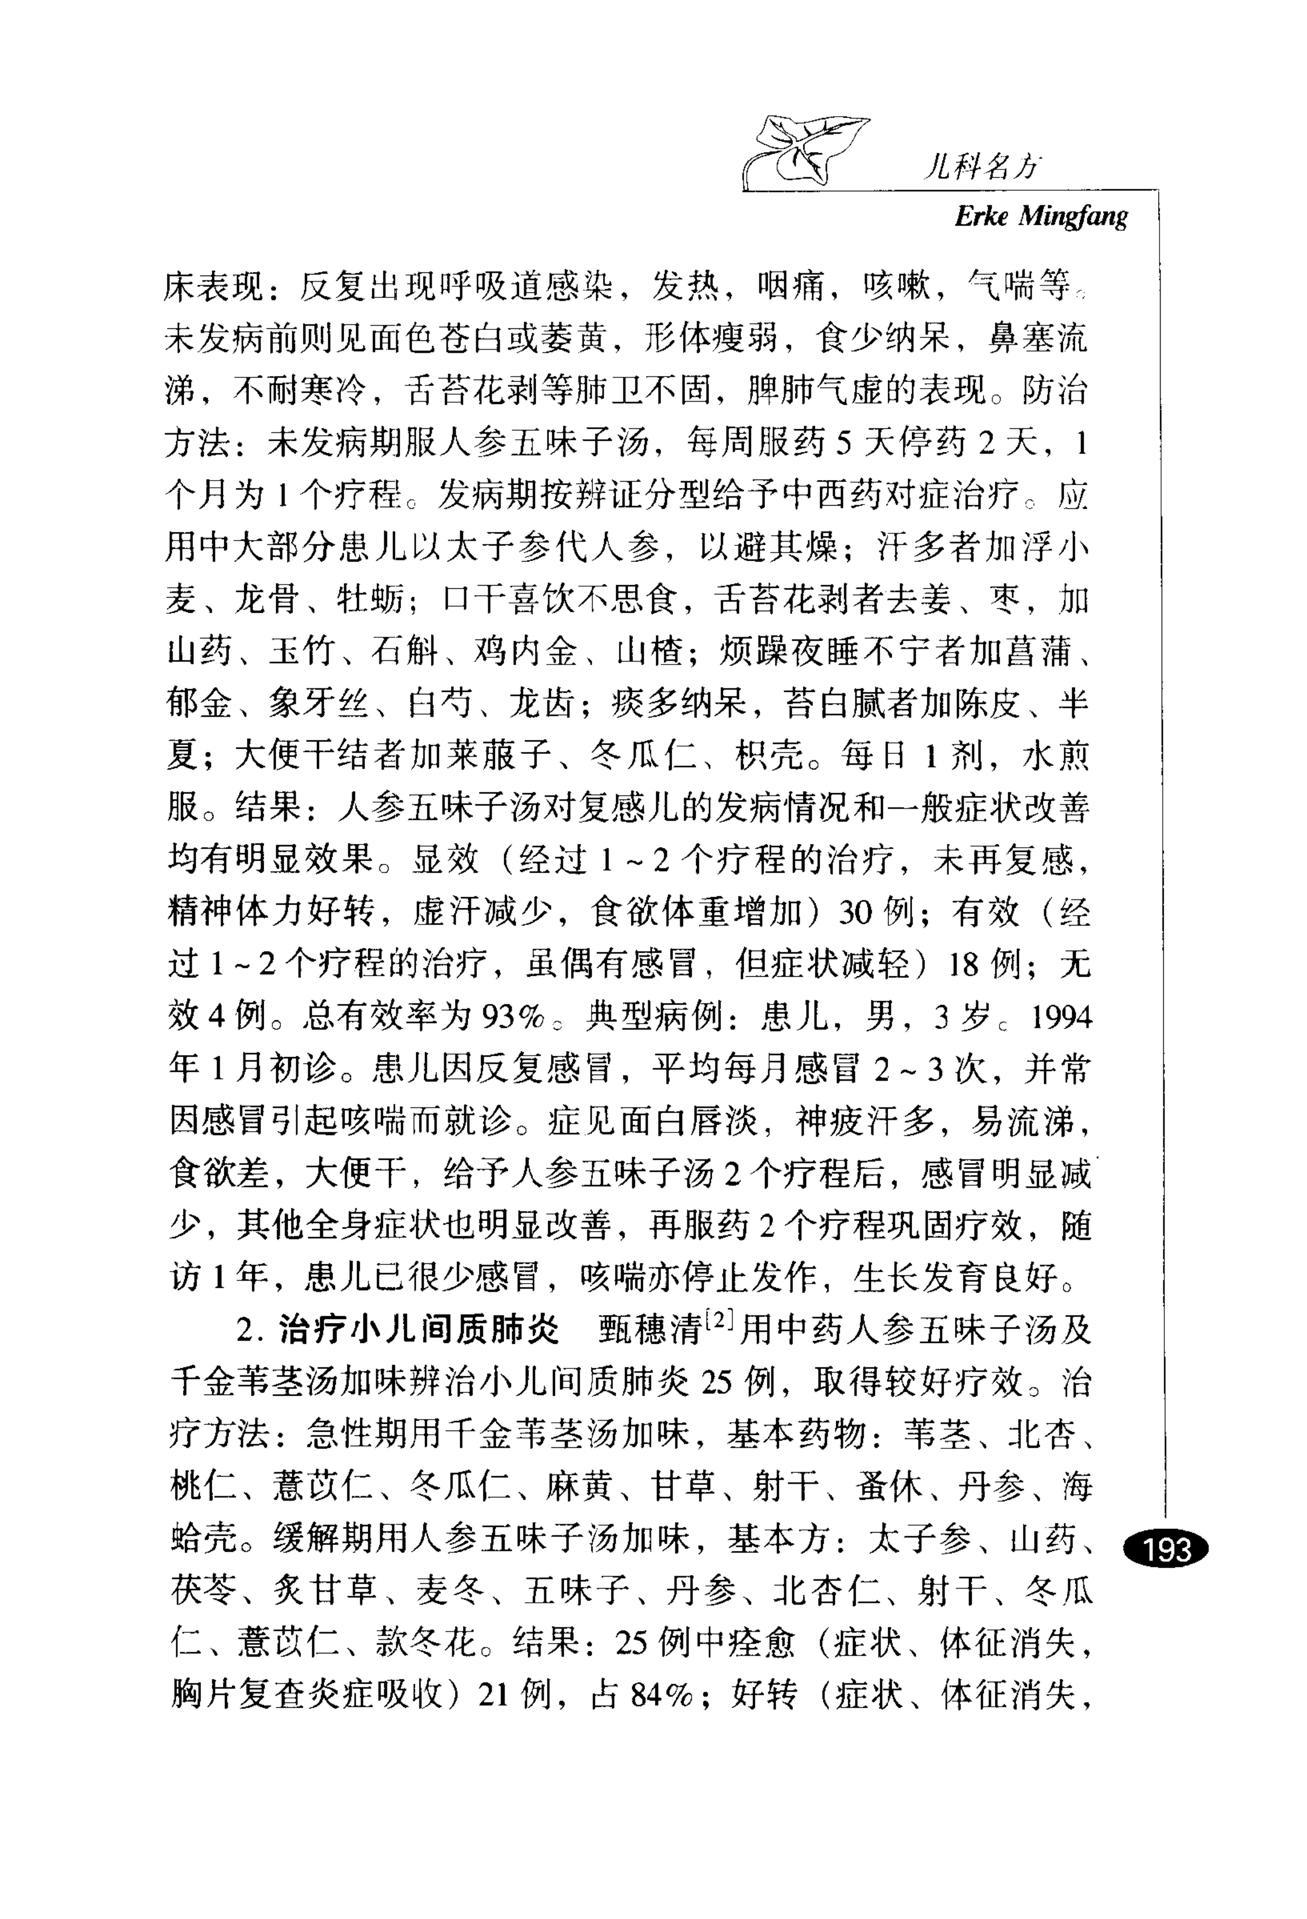 儿科名方
Erke Mingfang
床表现：反复出现呼吸道感染，发热，咽痛，咳嗽，气喘等。
未发病前则见面色苍白或萎黄，形体瘦弱，食少纳呆，鼻塞流
涕，不耐寒冷，舌苔花剥等肺卫不固，脾肺气虚的表现。防治
方法：未发病期服人参五味子汤，每周服药 5 天停药 2 天，1
个月为 1 个疗程。发病期按辨证分型给予中西药对症治疗。应
用中大部分患儿以太子参代人参，以避其燥；汗多者加浮小
麦、龙骨、牡蛎；口干喜饮不思食，舌苔花剥者去姜、枣，加
山药、玉竹、石斛、鸡内金、山楂；烦躁夜睡不宁者加菖蒲、
郁金、象牙丝、白芍、龙齿；痰多纳呆，苔白腻者加陈皮、半
夏；大便干结者加莱菔子、冬瓜仁、枳壳。每日 1 剂，水煎
服。结果：人参五味子汤对复感儿的发病情况和一般症状改善
均有明显效果。显效（经过 1～2 个疗程的治疗，未再复感，
精神体力好转，虚汗减少，食欲体重增加）30 例；有效（经
过 1～2 个疗程的治疗，虽偶有感冒，但症状减轻）18 例；无
效 4 例。总有效率为 93%。典型病例：患儿，男，3 岁。1994
年 1 月初诊。患儿因反复感冒，平均每月感冒 2～3 次，并常
因感冒引起咳喘而就诊。症见面白唇淡，神疲汗多，易流涕，
食欲差，大便干，给予人参五味子汤 2 个疗程后，感冒明显减
少，其他全身症状也明显改善，再服药 2 个疗程巩固疗效，随
访 1 年，患儿已很少感冒，咳喘亦停止发作，生长发育良好。
2. 治疗小儿间质肺炎 甄穗清[2]用中药人参五味子汤及
千金苇茎汤加味辨治小儿间质肺炎 25 例，取得较好疗效。治
疗方法：急性期用千金苇茎汤加味，基本药物：苇茎、北杏、
桃仁、薏苡仁、冬瓜仁、麻黄、甘草、射干、蚤休、丹参、海
蛤壳。缓解期用人参五味子汤加味，基本方：太子参、山药、
茯苓、炙甘草、麦冬、五味子、丹参、北杏仁、射干、冬瓜
仁、薏苡仁、款冬花。结果：25 例中痊愈（症状、体征消失，
胸片复查炎症吸收）21 例，占 84%；好转（症状、体征消失，
193